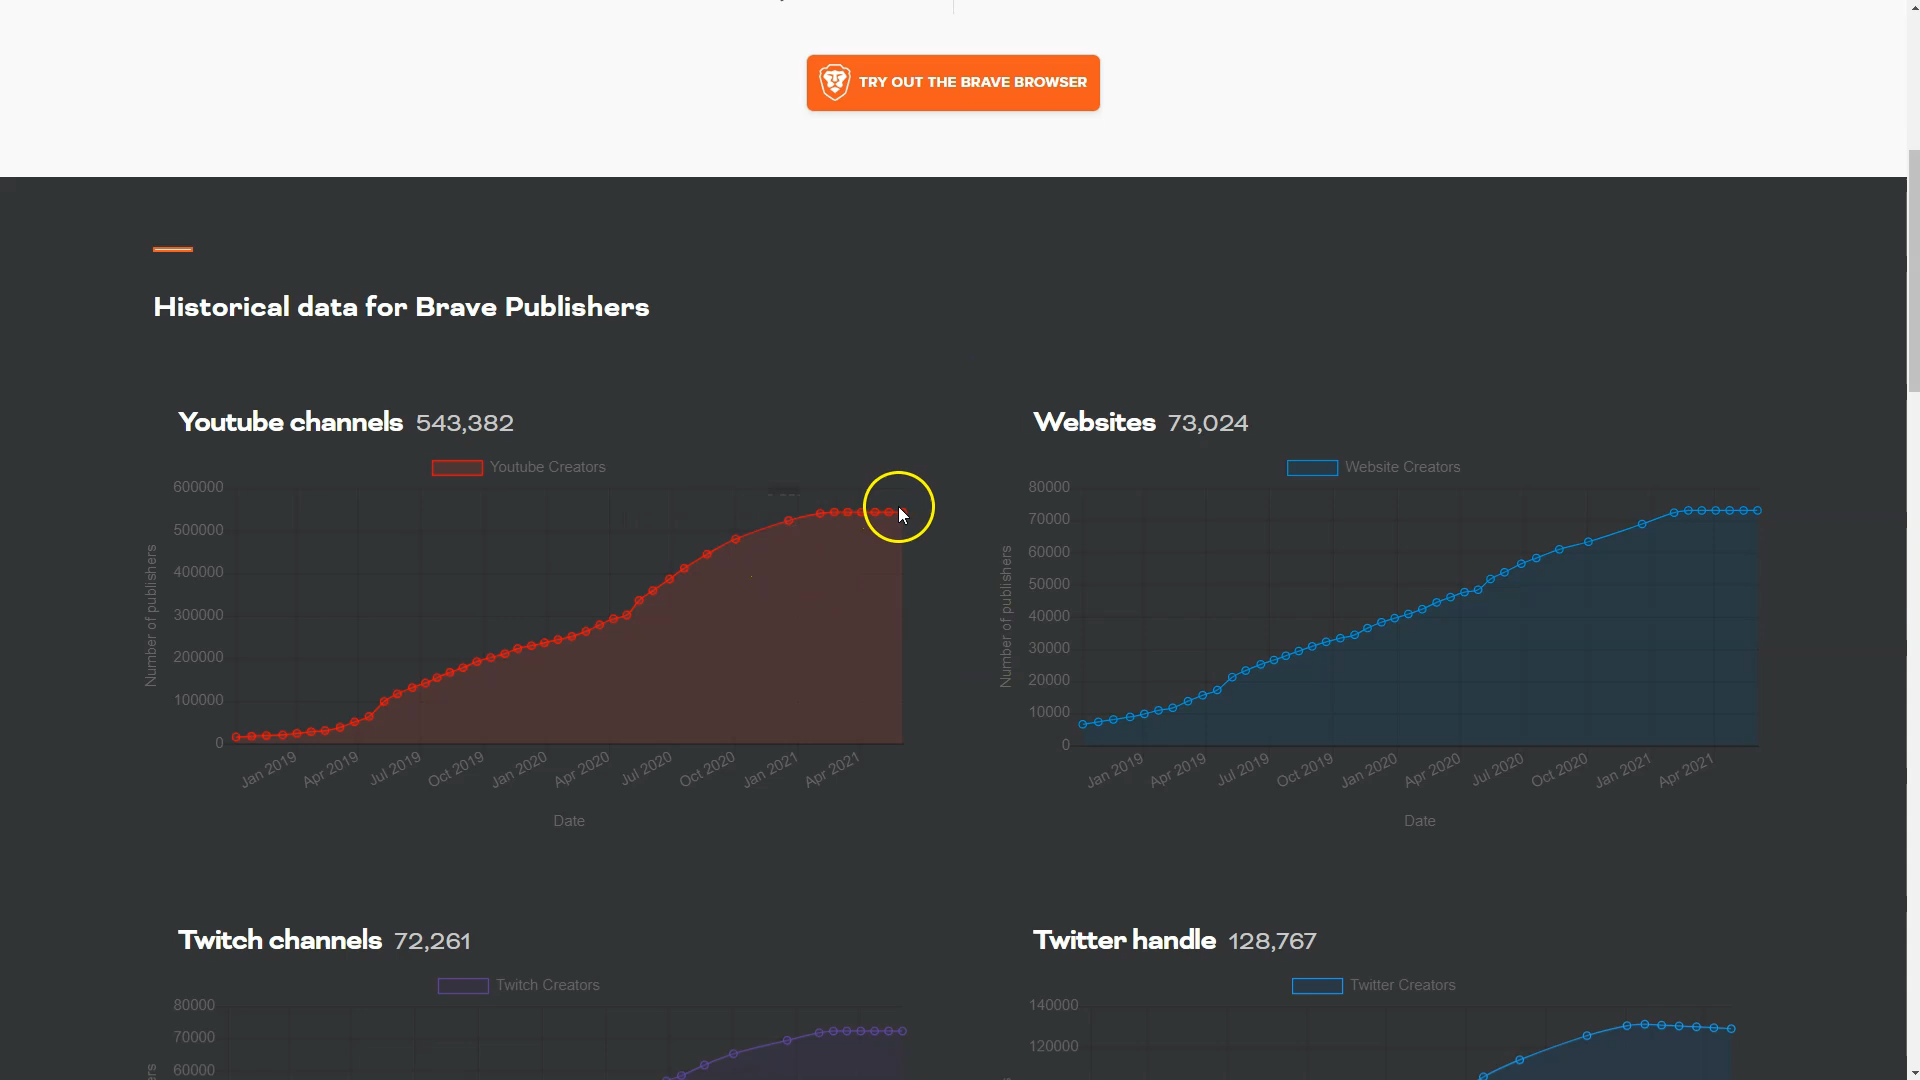 TRY OUT THE BRAVE BROWSER
Historical data for Brave Publishers
Youtube channels 543,382
Youtube Creators
600000
500000
400000
300000
200000
100000
0
Number of publishers
Jan 2019
Apr 2019
Jul 2019
Oct 2019
Jan 2020
Apr 2020
Jul 2020
Oct 2020
Jan 2021
Apr 2021
Date
Websites 73,024
Website Creators
80000
70000
60000
50000
40000
30000
20000
10000
0
Number of publishers
Jan 2019
Apr 2019
Jul 2019
Oct 2019
Jan 2020
Apr 2020
Jul 2020
Oct 2020
Jan 2021
Apr 2021
Date
Twitch channels 72,261
Twitch Creators
80000
70000
60000
Twitter handle 128,767
Twitter Creators
140000
120000